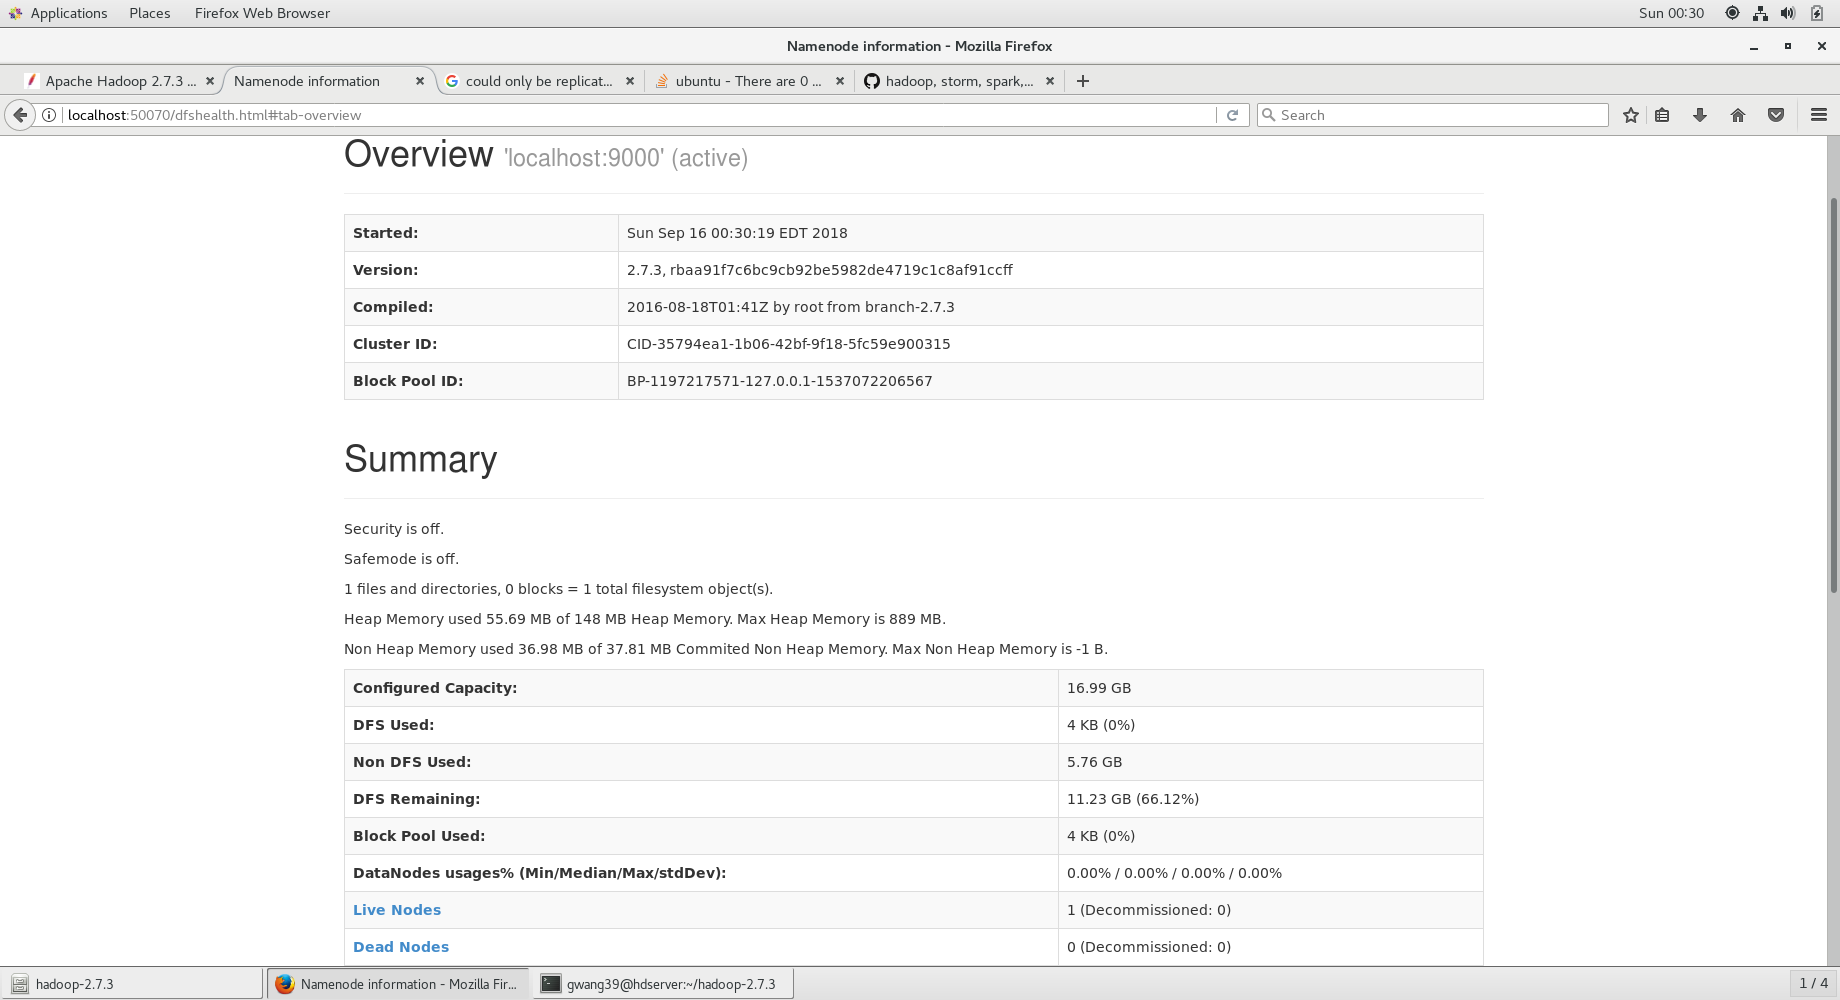 Applications Places Firefox Web Browser Sun 00:30
Namenode information - Mozilla Firefox
Apache Hadoop 2.7.3 ... Namenode information could only be replicat... ubuntu - There are 0 ... hadoop, storm, spark,...
localhost:50070/dfshealth.html#tab-overview Search
Overview 'localhost:9000' (active)
Started: Sun Sep 16 00:30:19 EDT 2018
Version: 2.7.3, rbaa91f7c6bc9cb92be5982de4719c1c8af91ccff
Compiled: 2016-08-18T01:41Z by root from branch-2.7.3
Cluster ID: CID-35794ea1-1b06-42bf-9f18-5fc59e900315
Block Pool ID: BP-1197217571-127.0.0.1-1537072206567
Summary
Security is off.
Safemode is off.
1 files and directories, 0 blocks = 1 total filesystem object(s).
Heap Memory used 55.69 MB of 148 MB Heap Memory. Max Heap Memory is 889 MB.
Non Heap Memory used 36.98 MB of 37.81 MB Commited Non Heap Memory. Max Non Heap Memory is -1 B.
Configured Capacity: 16.99 GB
DFS Used: 4 KB (0%)
Non DFS Used: 5.76 GB
DFS Remaining: 11.23 GB (66.12%)
Block Pool Used: 4 KB (0%)
DataNodes usages% (Min/Median/Max/stdDev): 0.00% / 0.00% / 0.00% / 0.00%
Live Nodes 1 (Decommissioned: 0)
Dead Nodes 0 (Decommissioned: 0)
hadoop-2.7.3 Namenode information - Mozilla Fir... gwang39@hdserver:~/hadoop-2.7.3 1 / 4